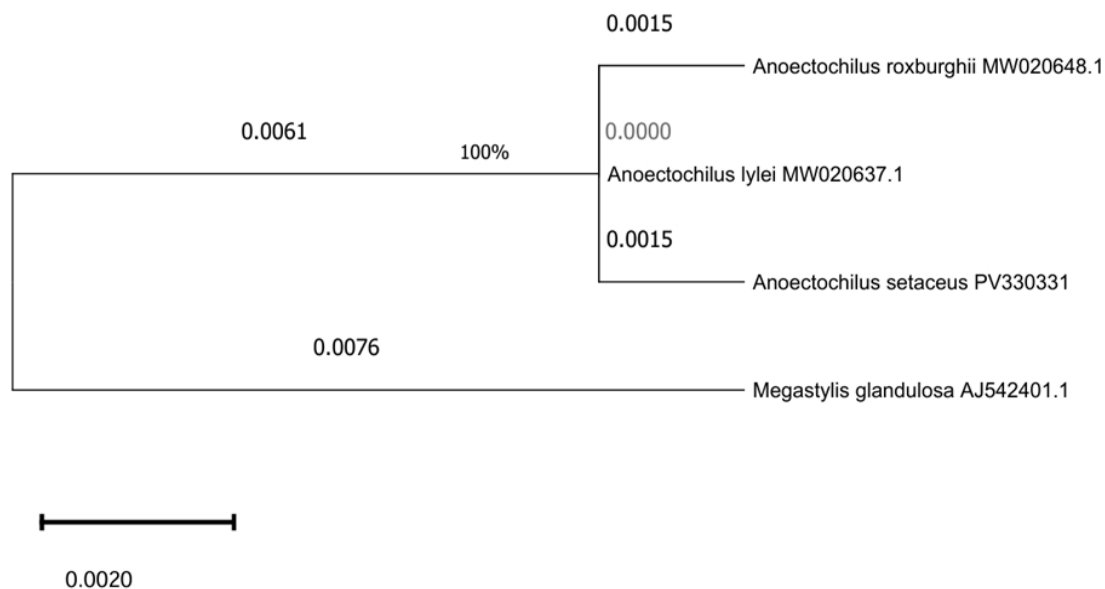 0.0015
Anoectochilus roxburghii MW020648.1
0.0061
0.0000
100%
Anoectochilus lylei MW020637.1
0.0015
Anoectochilus setaceus PV330331
0.0076
Megastylis glandulosa AJ542401.1
0.0020